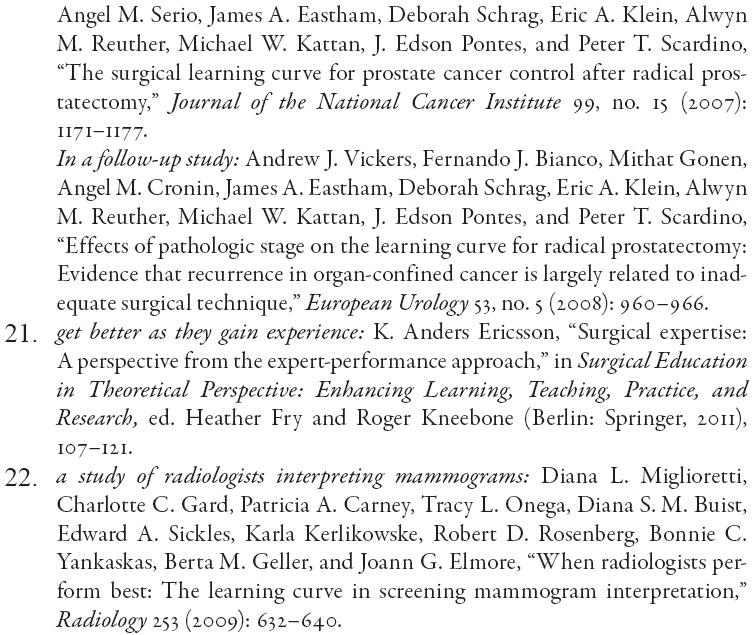 Angel M. Serio, James A. Eastham, Deborah Schrag, Eric A. Klein, Alwyn
M. Reuther, Michael W. Kattan, J. Edson Pontes, and Peter T. Scardino,
“The surgical learning curve for prostate cancer control after radical pros-
tatectomy,” Journal of the National Cancer Institute 99, no. 15 (2007):
1171–1177.
In a follow-up study: Andrew J. Vickers, Fernando J. Bianco, Mithat Gonen,
Angel M. Cronin, James A. Eastham, Deborah Schrag, Eric A. Klein, Alwyn
M. Reuther, Michael W. Kattan, J. Edson Pontes, and Peter T. Scardino,
“Effects of pathologic stage on the learning curve for radical prostatectomy:
Evidence that recurrence in organ-confined cancer is largely related to inad-
equate surgical technique,” European Urology 53, no. 5 (2008): 960–966.
21. get better as they gain experience: K. Anders Ericsson, “Surgical expertise:
A perspective from the expert-performance approach,” in Surgical Education
in Theoretical Perspective: Enhancing Learning, Teaching, Practice, and
Research, ed. Heather Fry and Roger Kneebone (Berlin: Springer, 2011),
107–121.
22. a study of radiologists interpreting mammograms: Diana L. Miglioretti,
Charlotte C. Gard, Patricia A. Carney, Tracy L. Onega, Diana S. M. Buist,
Edward A. Sickles, Karla Kerlikowske, Robert D. Rosenberg, Bonnie C.
Yankaskas, Berta M. Geller, and Joann G. Elmore, “When radiologists per-
form best: The learning curve in screening mammogram interpretation,”
Radiology 253 (2009): 632–640.